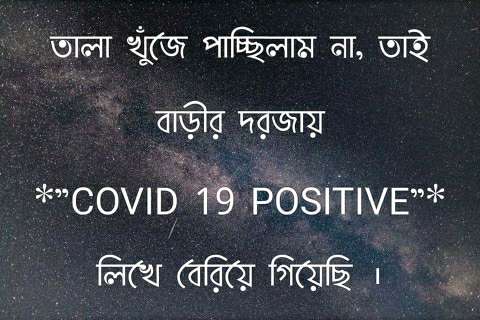 তালা খুঁজে পাচ্ছিলাম না, তাই
বাড়ীর দরজায়
*”COVID 19 POSITIVE”*
লিখে বেরিয়ে গিয়েছি ।